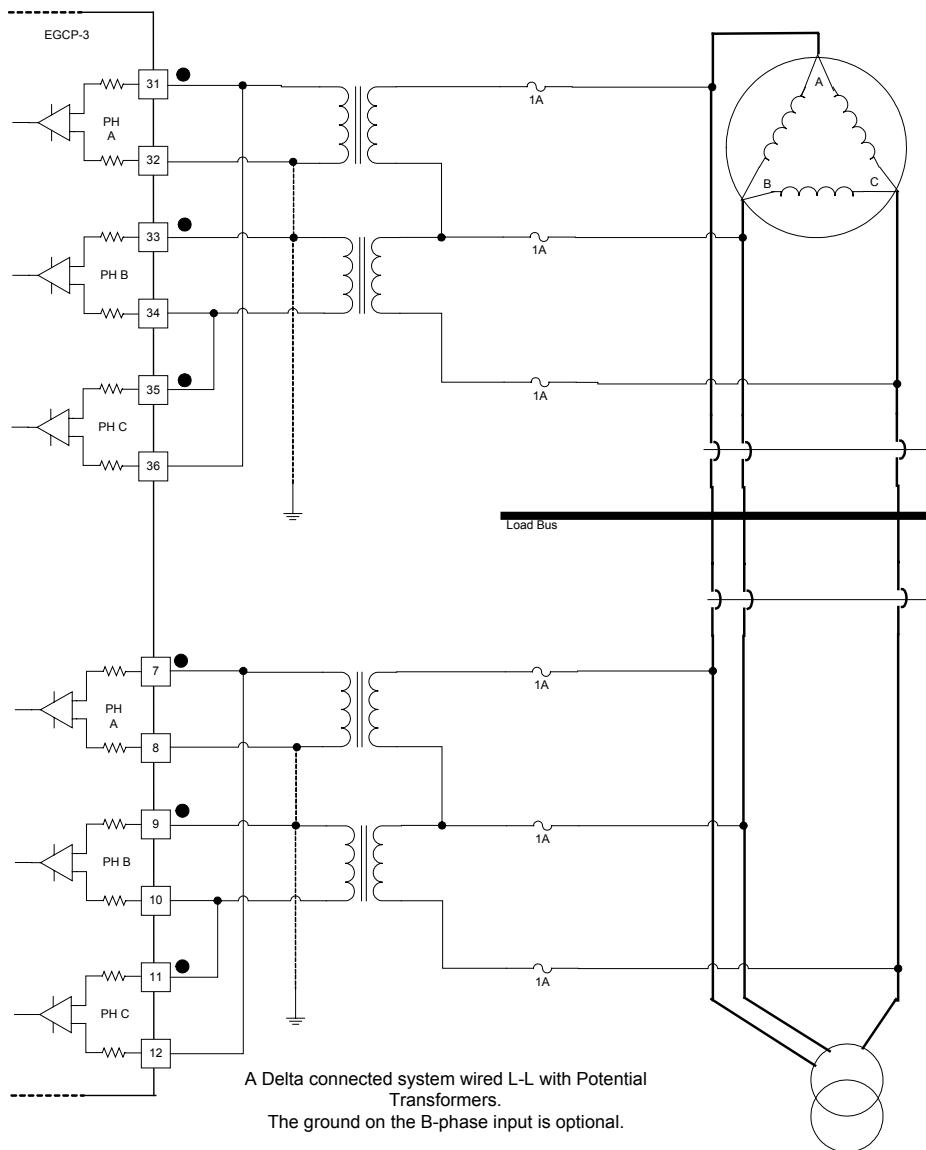 EGCP-3
31
PH
A
32
1A
A
B
C
33
PH B
34
1A
35
PH C
36
1A
Load Bus
7
PH
A
8
1A
9
PH B
10
1A
11
PH C
12
1A
A Delta connected system wired L-L with Potential
Transformers.
The ground on the B-phase input is optional.